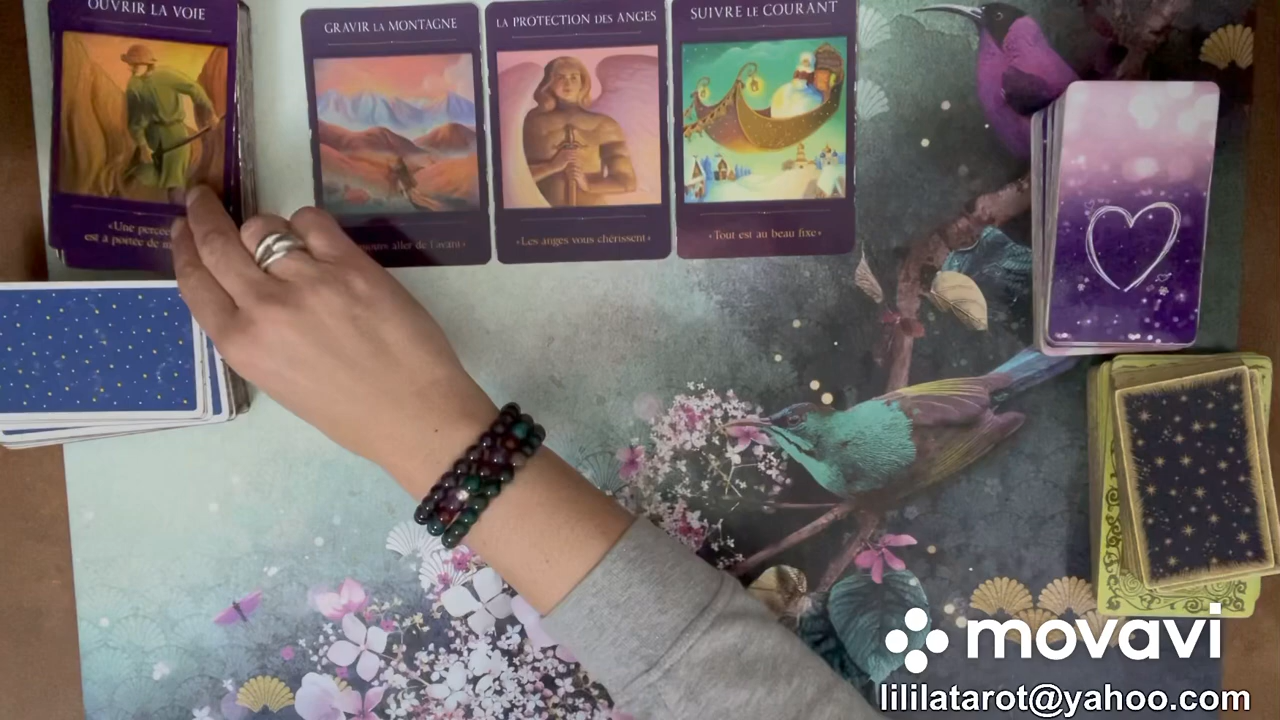 OUVRIR LA VOIE
GRAVIR LA MONTAGNE
LA PROTECTION DES ANGES
SUIVRE LE COURANT
«Une percée
est à portée de m
aller de l'avant»
«Les anges vous chérissent»
«Tout est au beau fixe»
movavi
lililatarot@yahoo.com